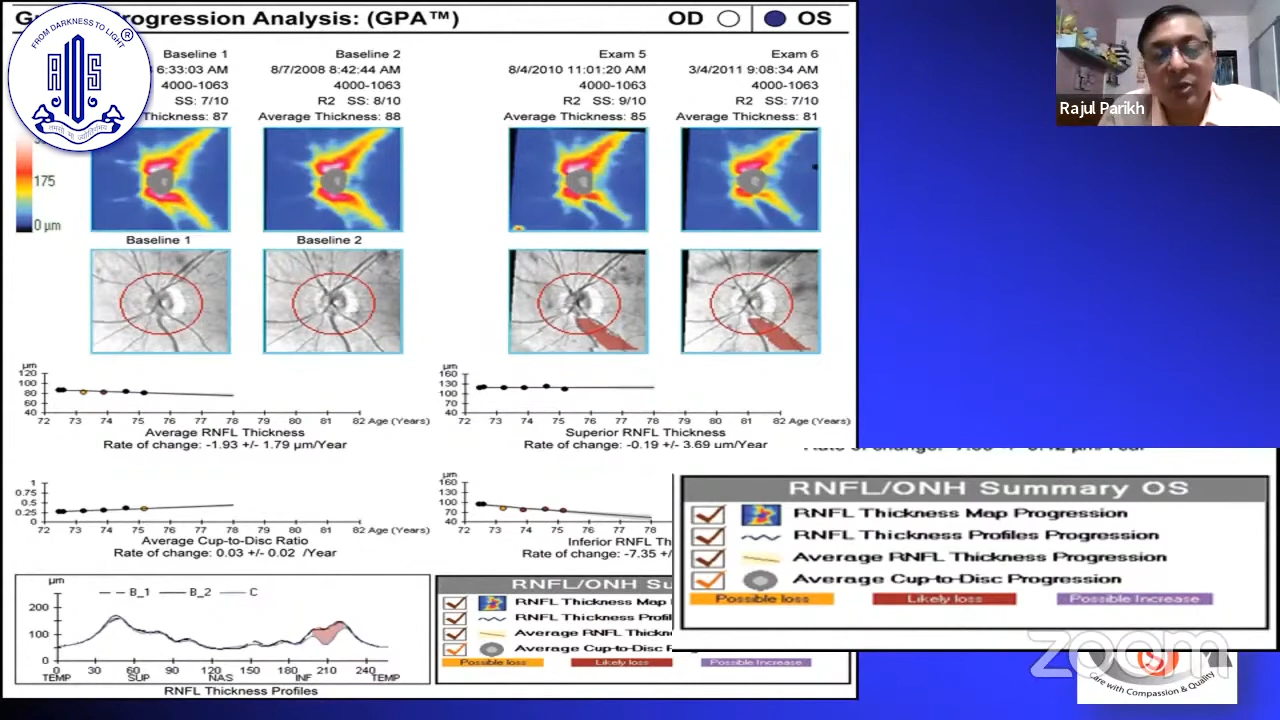 Progression Analysis: (GPA™)
OD
OS
FROM DARKNESS TO LIGHT
AIOS
तमसो मा ज्योतिर्गमय
Baseline 1
6:33:03 AM
4000-1063
SS: 7/10
Thickness: 87
Baseline 2
8/7/2008 8:42:44 AM
4000-1063
R2 SS: 8/10
Average Thickness: 88
Exam 5
8/4/2010 11:01:20 AM
4000-1063
R2 SS: 9/10
Average Thickness: 85
Exam 6
3/4/2011 9:08:34 AM
4000-1063
R2 SS: 7/10
Average Thickness: 81
Rajul Parikh
175
0 µm
Baseline 1
Baseline 2
µm
120
100
80
60
40
72 73 74 75 76 77 78 79 80 81 82 Age (Years)
Average RNFL Thickness
Rate of change: -1.93 +/- 1.79 µm/Year
µm
160
130
100
70
40
72 73 74 75 76 77 78 79 80 81 82 Age (Years)
Superior RNFL Thickness
Rate of change: -0.19 +/- 3.69 µm/Year
1
0.75
0.5
0.25
0
72 73 74 75 76 77 78 79 80 81 82 Age (Years)
Average Cup-to-Disc Ratio
Rate of change: 0.03 +/- 0.02 /Year
µm
160
130
100
70
40
72 73 74 75 76 77 78
Inferior RNFL Th
Rate of change: -7.35 +/
µm
B_1 B_2 C
200
100
0
0 30 60 90 120 150 180 210 240
TEMP SUP NAS INF TEMP
RNFL Thickness Profiles
RNFL/ONH Su
RNFL Thickness Map
RNFL Thickness Profil
Average RNFL Thickn
Average Cup-to-Disc P
Possible loss
Likely loss
Possible Increase
RNFL/ONH Summary OS
RNFL Thickness Map Progression
RNFL Thickness Profiles Progression
Average RNFL Thickness Progression
Average Cup-to-Disc Progression
Possible loss
Likely loss
Possible Increase
zoom
Care with Compassion & Quality